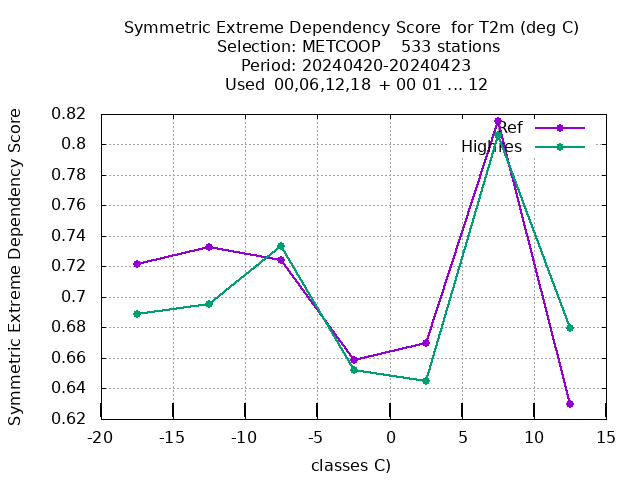 Symmetric Extreme Dependency Score for T2m (deg C)
Selection: METCOOP 533 stations
Period: 20240420-20240423
Used 00,06,12,18 + 00 01 ... 12
Symmetric Extreme Dependency Score
0.82
0.8
0.78
0.76
0.74
0.72
0.7
0.68
0.66
0.64
0.62
Ref
Highres
-20 -15 -10 -5 0 5 10 15
classes C)